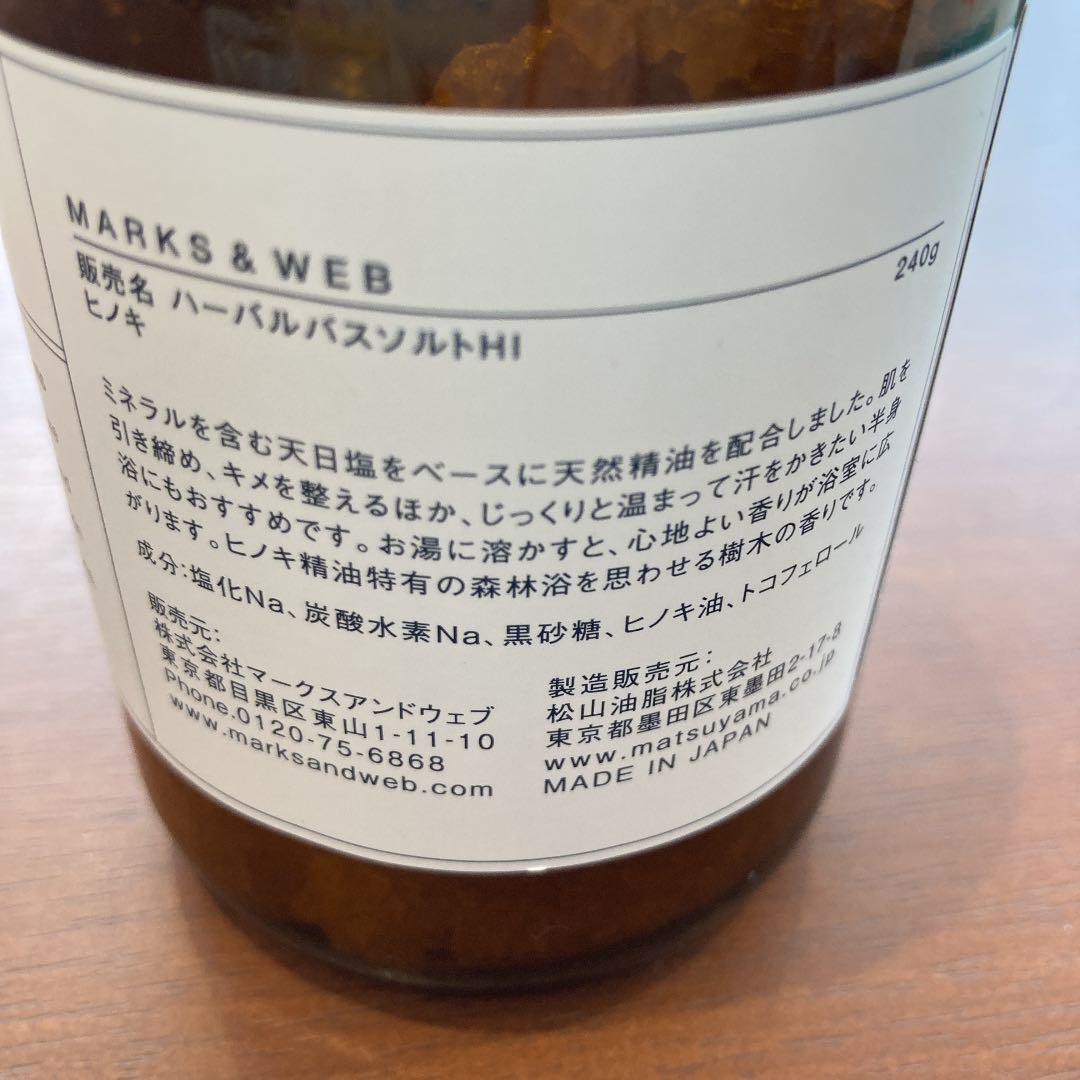 MARKS & WEB
240g
販売名 ハーバルバスソルトHI
ヒノキ
ミネラルを含む天日塩をベースに天然精油を配合しました。肌を
引き締め、キメを整えるほか、じっくりと温まって汗をかきたい半身
浴にもおすすめです。お湯に溶かすと、心地よい香りが浴室に広
がります。ヒノキ精油特有の森林浴を思わせる樹木の香りです。
成分:塩化Na、炭酸水素Na、黒砂糖、ヒノキ油、トコフェロール
販売元:
株式会社マークスアンドウェブ
東京都目黒区東山1-11-10
Phone.0120-75-6868
www.marksandweb.com
製造販売元:
松山油脂株式会社
東京都墨田区東墨田2-17-8
www.matsuyama.co.jp
MADE IN JAPAN